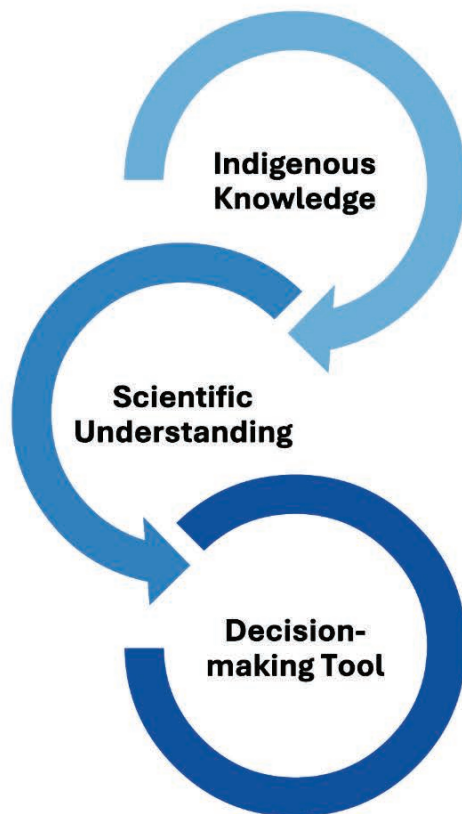 Indigenous
Knowledge
Scientific
Understanding
Decision-
making Tool